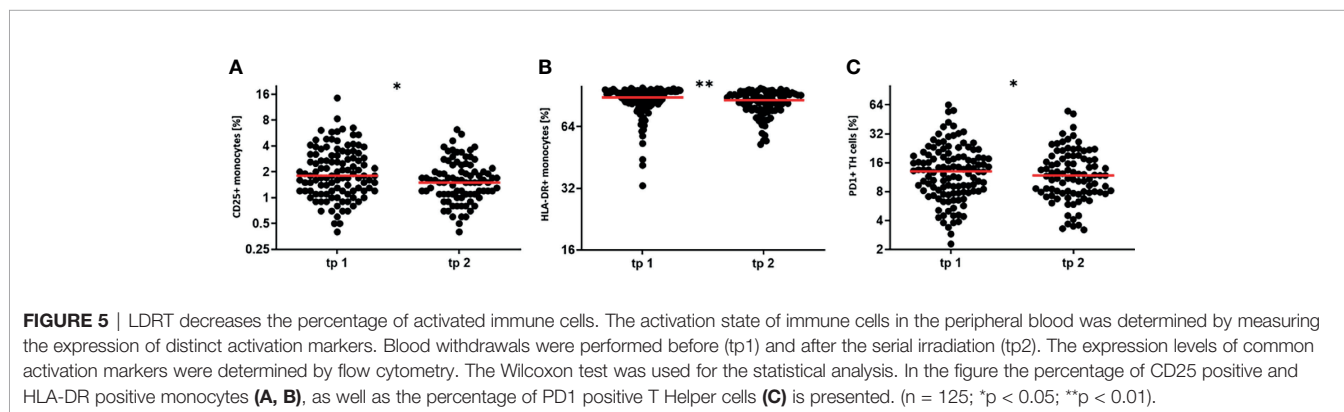 A
B
C
*
**
*
CD25+ monocytes [%]
16
8
4
2
1
0.5
0.25
tp 1
tp 2
HLA-DR+ monocytes [%]
64
32
16
tp 1
tp 2
PD1+ TH cells [%]
64
32
16
8
4
2
tp 1
tp 2
FIGURE 5 | LDRT decreases the percentage of activated immune cells. The activation state of immune cells in the peripheral blood was determined by measuring
the expression of distinct activation markers. Blood withdrawals were performed before (tp1) and after the serial irradiation (tp2). The expression levels of common
activation markers were determined by flow cytometry. The Wilcoxon test was used for the statistical analysis. In the figure the percentage of CD25 positive and
HLA-DR positive monocytes (A, B), as well as the percentage of PD1 positive T Helper cells (C) is presented. (n = 125; *p < 0.05; **p < 0.01).